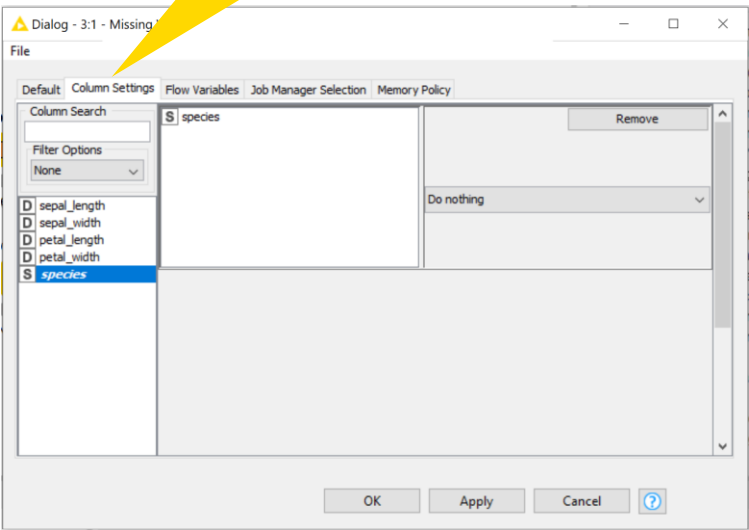 Dialog - 3:1 - Missing
File
Default Column Settings Flow Variables Job Manager Selection Memory Policy
Column Search
Filter Options
None
D sepal_length
D sepal_width
D petal_length
D petal_width
S species
S species
Remove
Do nothing
OK Apply Cancel ?